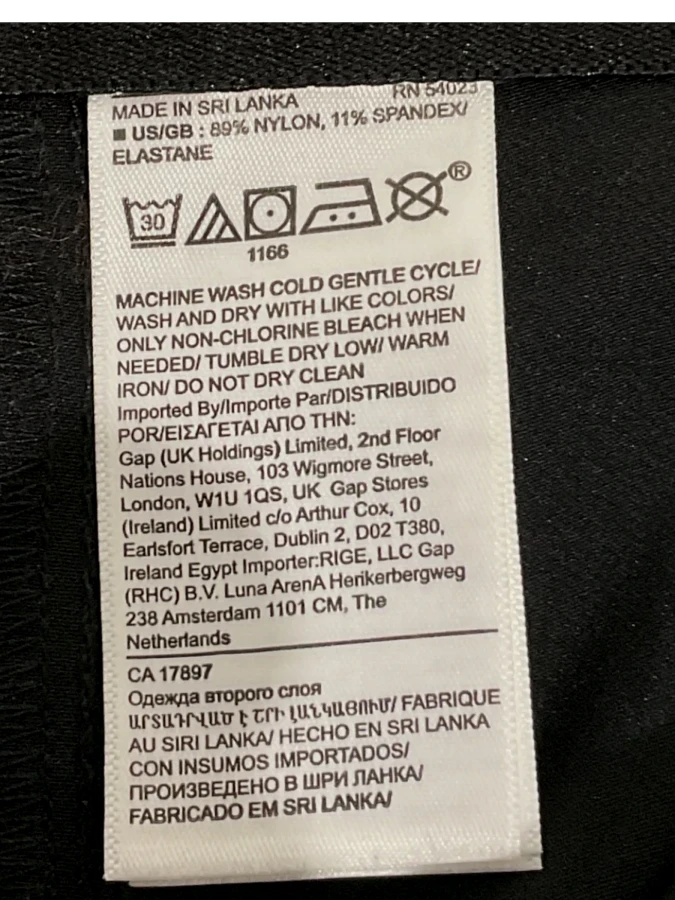 RN 54023
MADE IN SRI LANKA
US/GB : 89% NYLON, 11% SPANDEX/
ELASTANE
®
30
1166
MACHINE WASH COLD GENTLE CYCLE/
WASH AND DRY WITH LIKE COLORS/
ONLY NON-CHLORINE BLEACH WHEN
NEEDED/ TUMBLE DRY LOW/ WARM
IRON/ DO NOT DRY CLEAN
Imported By/Importe Par/DISTRIBUIDO
POR/ΕΙΣΑΓΕΤΑΙ ΑΠΟ ΤΗΝ:
Gap (UK Holdings) Limited, 2nd Floor
Nations House, 103 Wigmore Street,
London, W1U 1QS, UK Gap Stores
(Ireland) Limited c/o Arthur Cox, 10
Earlsfort Terrace, Dublin 2, D02 T380,
Ireland Egypt Importer:RIGE, LLC Gap
(RHC) B.V. Luna ArenA Herikerbergweg
238 Amsterdam 1101 CM, The
Netherlands
CA 17897
Одежда второго слоя
ԱՐՏԱԴՐՎԱԾ Է ՇՐԻ ԼԱՆԿԱՅՈՒՄ/ FABRIQUE
AU SIRI LANKA/ HECHO EN SRI LANKA
CON INSUMOS IMPORTADOS/
ПРОИЗВЕДЕНО В ШРИ ЛАНКА/
FABRICADO EM SRI LANKA/